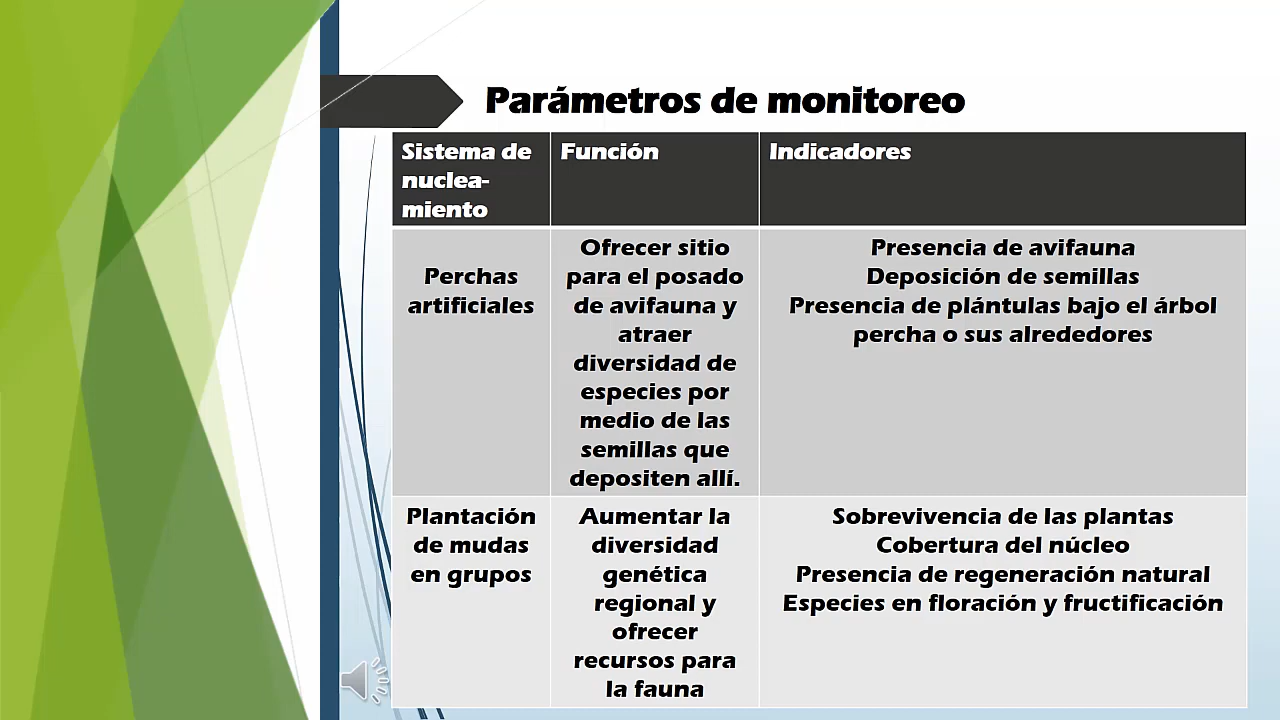 Parámetros de monitoreo
Sistema de
nuclea-
miento
Función
Indicadores
Perchas
artificiales
Ofrecer sitio
para el posado
de avifauna y
atraer
diversidad de
especies por
medio de las
semillas que
depositen allí.
Presencia de avifauna
Deposición de semillas
Presencia de plántulas bajo el árbol
percha o sus alrededores
Plantación
de mudas
en grupos
Aumentar la
diversidad
genética
regional y
ofrecer
recursos para
la fauna
Sobrevivencia de las plantas
Cobertura del núcleo
Presencia de regeneración natural
Especies en floración y fructificación